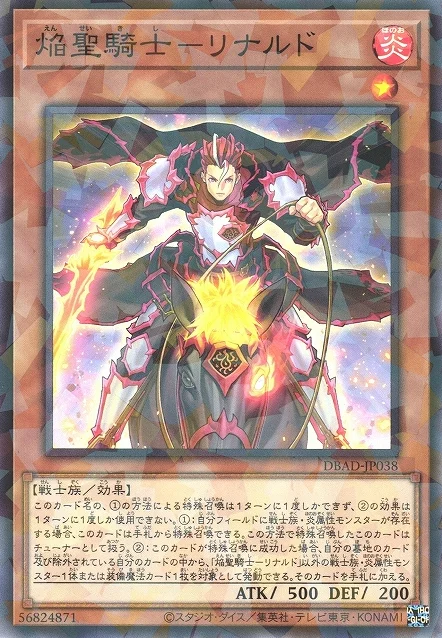 焔聖騎士－リナルド
炎
DBAD-JP038
【戦士族／効果】
このカード名の、①の方法による特殊召喚は１ターンに１度しかできず、②の効果
は１ターンに１度しか使用できない。①：自分フィールドに戦士族・炎属性モンスターが存在
する場合、このカードは手札から特殊召喚できる。この方法で特殊召喚したこのカードは
チューナーとして扱う。②：このカードが特殊召喚に成功した場合、自分の墓地のカード
及び除外されている自分のカードの中から、「焔聖騎士－リナルド」以外の戦士族・炎属性モン
スター１体または装備魔法カード１枚を対象として発動できる。そのカードを手札に加える。
ATK/ 500 DEF/ 200
56824871
©スタジオ・ダイス／集英社・テレビ東京・KONAMI